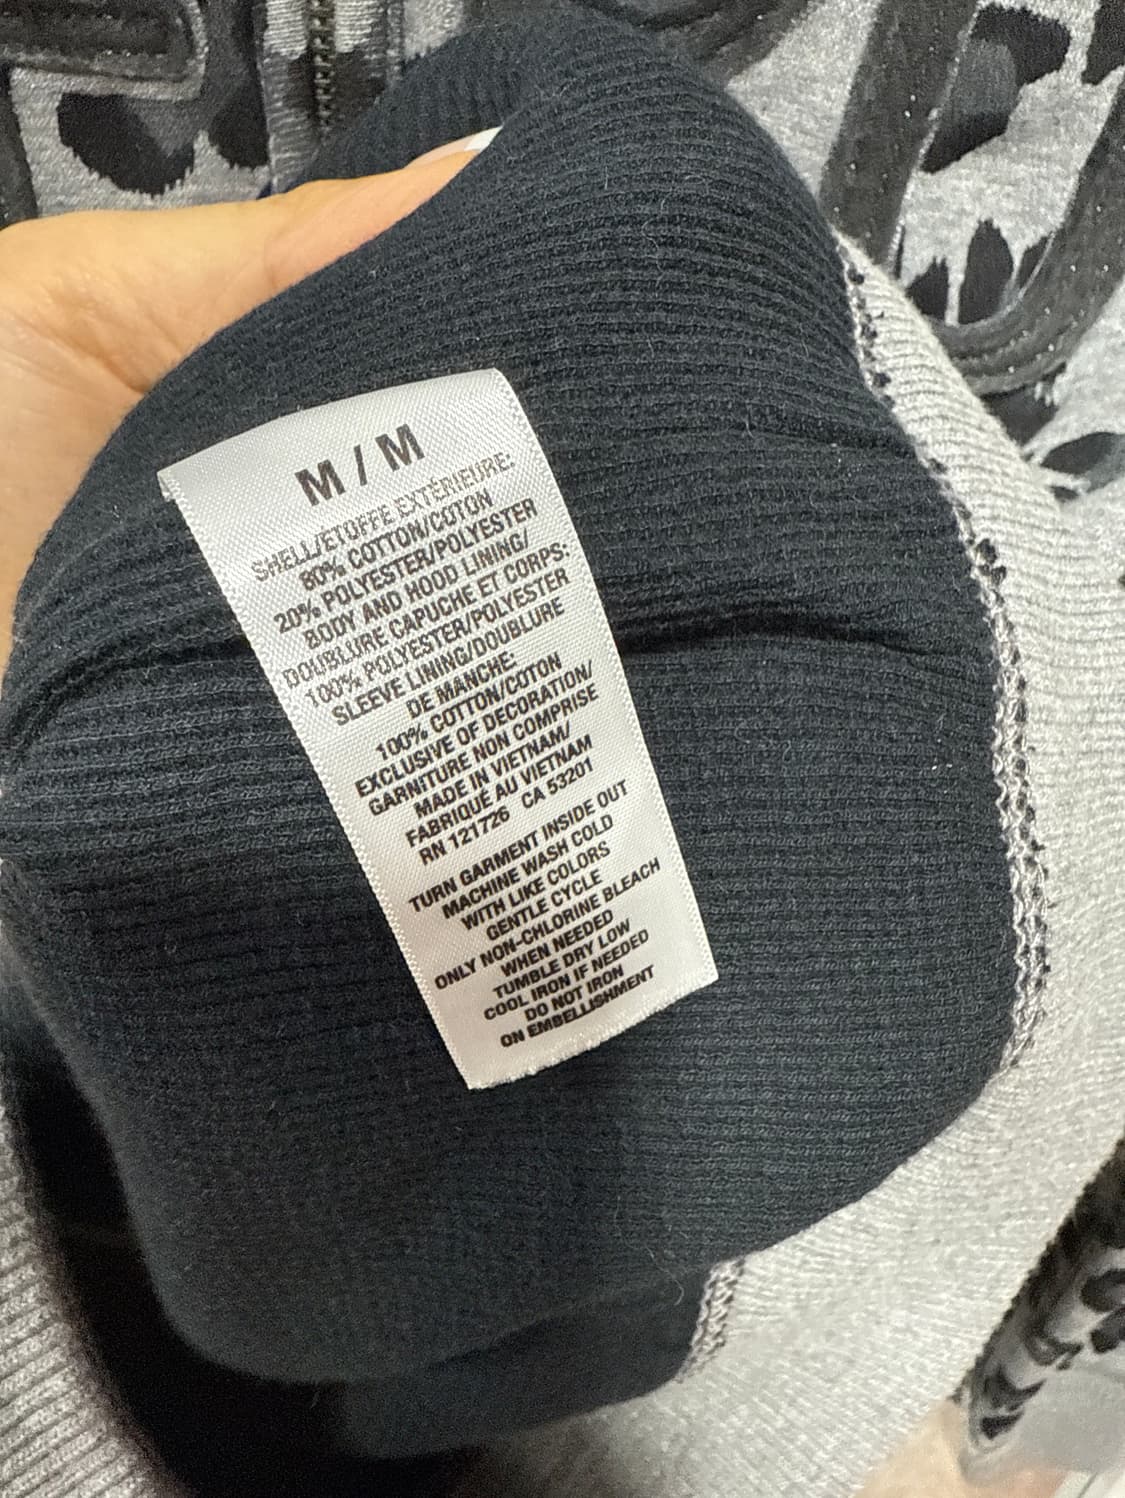 M / M
SHELL/ETOFFE EXTÉRIEURE:
80% COTTON/COTON
20% POLYESTER/POLYESTER
BODY AND HOOD LINING/
DOUBLURE CAPUCHE ET CORPS:
100% POLYESTER/POLYESTER
SLEEVE LINING/DOUBLURE
DE MANCHE:
100% COTTON/COTON
EXCLUSIVE OF DECORATION/
GARNITURE NON COMPRISE
MADE IN VIETNAM/
FABRIQUÉ AU VIETNAM
RN 121726 CA 53201
TURN GARMENT INSIDE OUT
MACHINE WASH COLD
WITH LIKE COLORS
GENTLE CYCLE
ONLY NON-CHLORINE BLEACH
WHEN NEEDED
TUMBLE DRY LOW
COOL IRON IF NEEDED
DO NOT IRON
ON EMBELLISHMENT